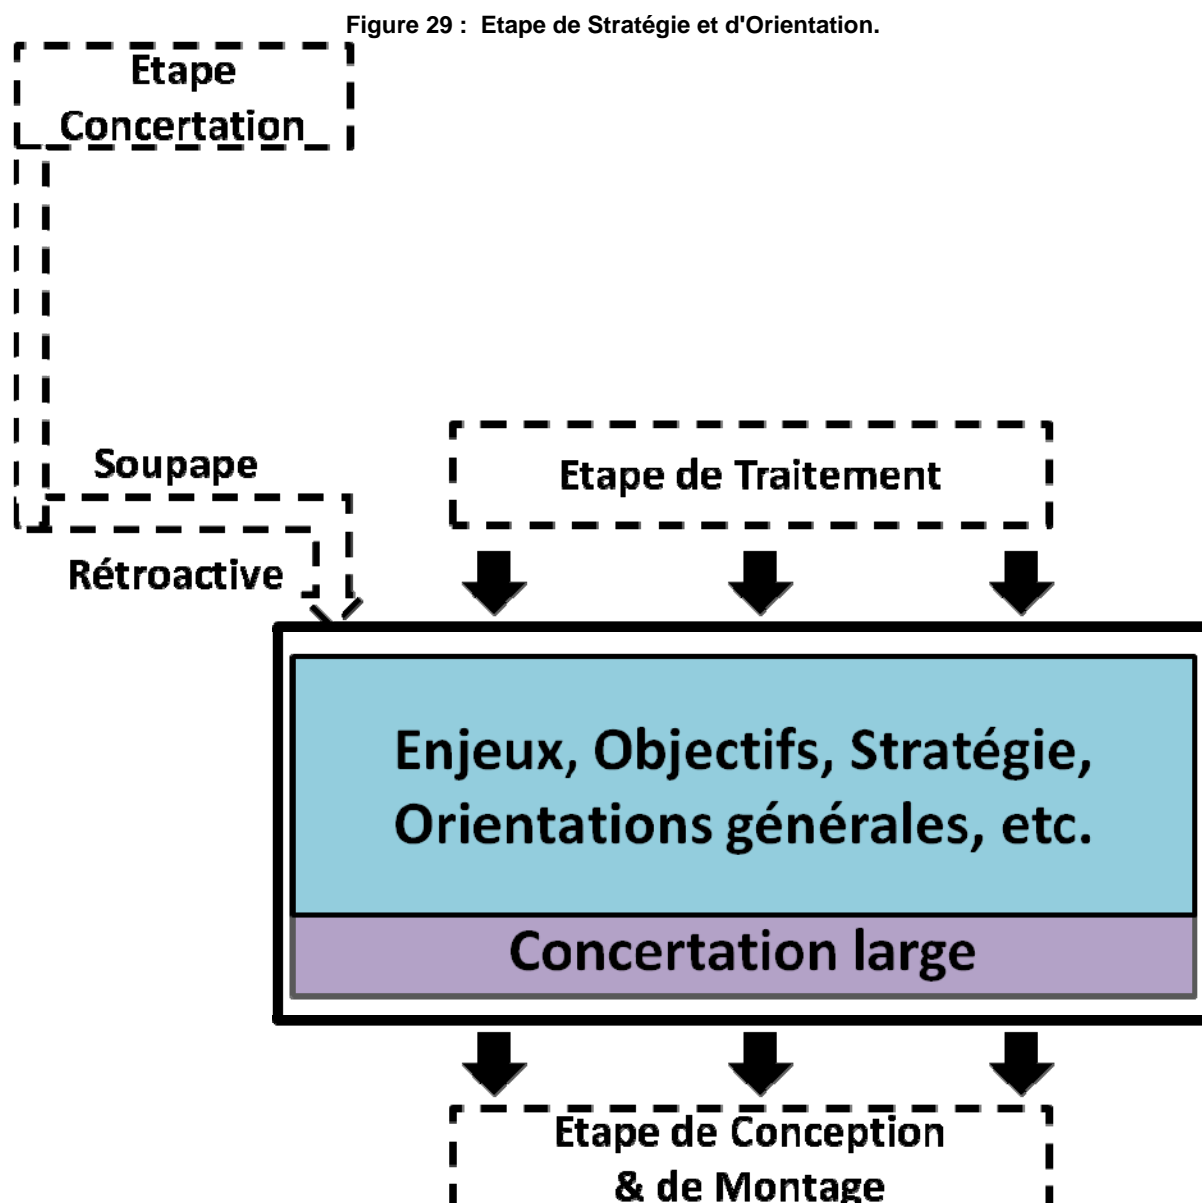 Figure 29 : Etape de Stratégie et d'Orientation.
Etape
Concertation
Soupape
Rétroactive
Etape de Traitement
Enjeux, Objectifs, Stratégie,
Orientations générales, etc.
Concertation large
Etape de Conception
& de Montage